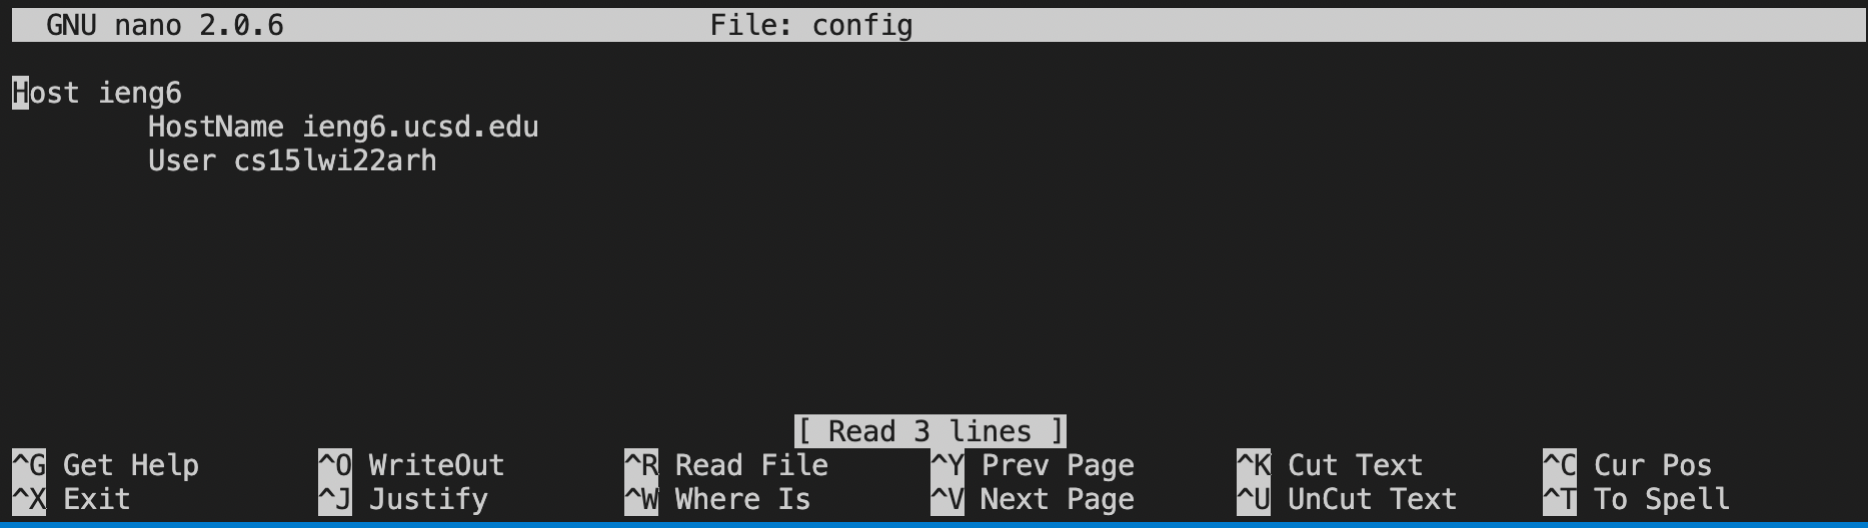 GNU nano 2.0.6 File: config
Host ieng6
HostName ieng6.ucsd.edu
User cs15lwi22arh
[ Read 3 lines ]
^G Get Help ^O WriteOut ^R Read File ^Y Prev Page ^K Cut Text ^C Cur Pos
^X Exit ^J Justify ^W Where Is ^V Next Page ^U UnCut Text ^T To Spell